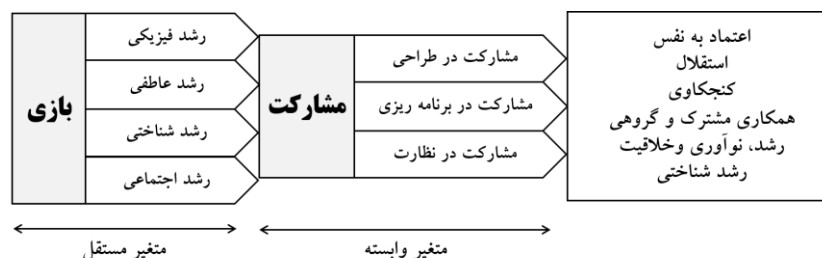 بازی
رشد فیزیکی
رشد عاطفی
رشد شناختی
رشد اجتماعی
مشارکت
مشارکت در طراحی
مشارکت در برنامه ریزی
مشارکت در نظارت
اعتماد به نفس
استقلال
کنجکاوی
همکاری مشترک و گروهی
رشد، نوآوری وخلاقیت
رشد شناختی
متغیر مستقل
متغیر وابسته